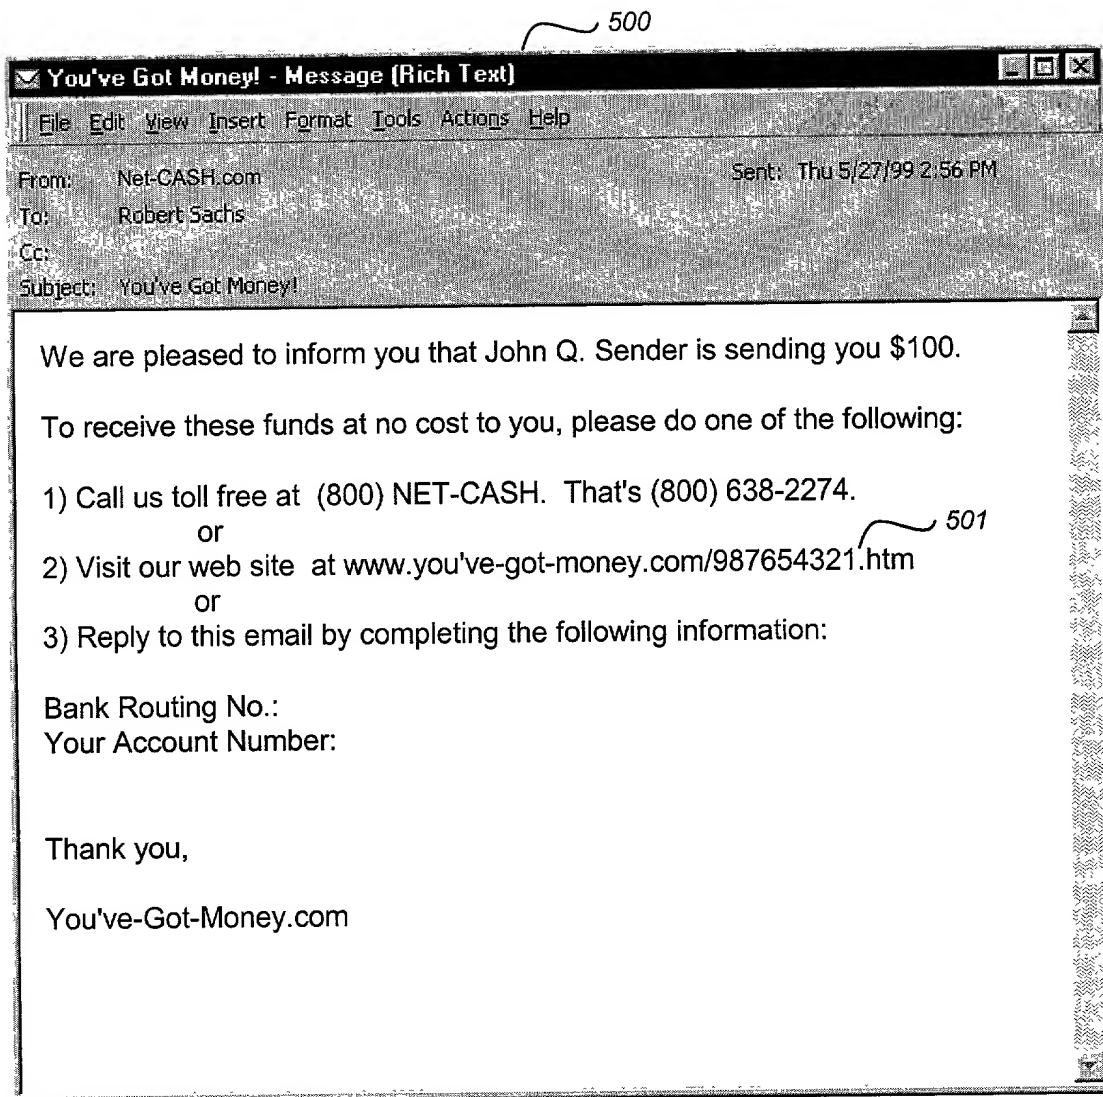 500
You've Got Money! - Message (Rich Text)
File Edit View Insert Format Tools Actions Help
From: Net-CASH.com Sent: Thu 5/27/99 2:56 PM
To: Robert Sachs
Cc:
Subject: You've Got Money!
We are pleased to inform you that John Q. Sender is sending you $100.
To receive these funds at no cost to you, please do one of the following:
1) Call us toll free at (800) NET-CASH. That's (800) 638-2274.
or
501
2) Visit our web site at www.you've-got-money.com/987654321.htm
or
3) Reply to this email by completing the following information:
Bank Routing No.:
Your Account Number:
Thank you,
You've-Got-Money.com